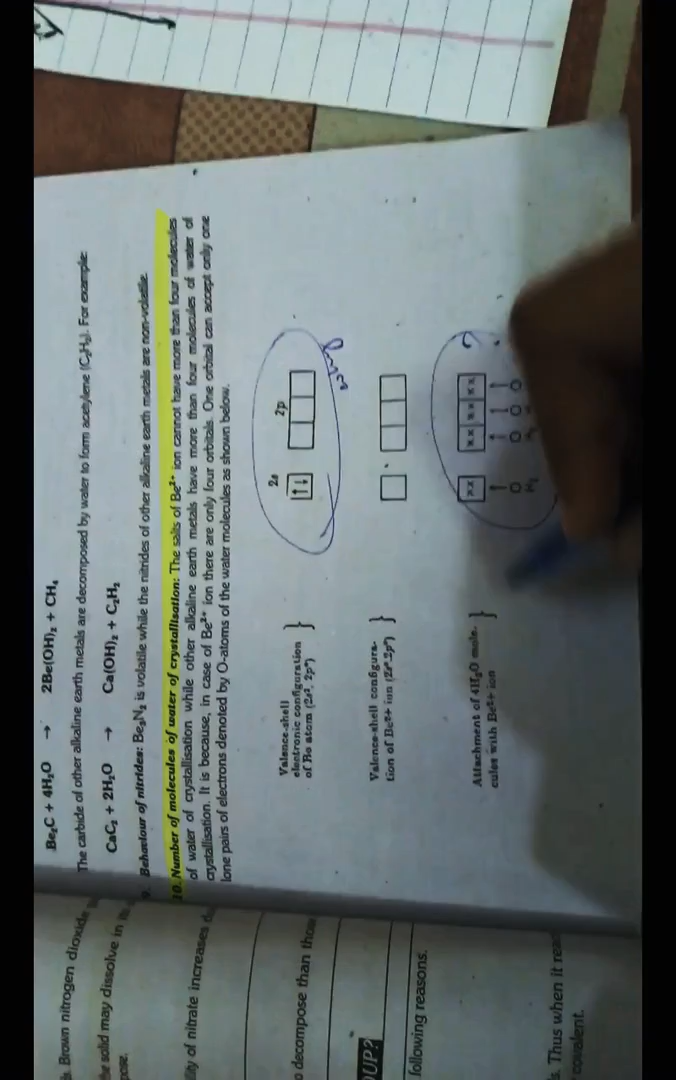 Be₂C + 4H₂O → 2Be(OH)₂ + CH₄
The carbide of other alkaline earth metals are decomposed by water to form acetylene (C₂H₂). For example:
CaC₂ + 2H₂O → Ca(OH)₂ + C₂H₂
9. Behaviour of nitrides: Be₃N₂ is volatile while the nitrides of other alkaline earth metals are non-volatile.
10. Number of molecules of water of crystallisation: The salts of Be²⁺ ion cannot have more than four molecules
of water of crystallisation while other alkaline earth metals have more than four molecules of water of
crystallisation. It is because, in case of Be²⁺ ion there are only four orbitals. One orbital can accept only one
lone pairs of electrons denoted by O-atoms of the water molecules as shown below.
2s 2p
Valence-shell
electronic configuration
of Be atom (2s², 2p⁰)
↑↓
Valence-shell configura-
tion of Be²⁺ ion (2s⁰ 2p⁰)
Attachment of 4H₂O mole-
cules with Be²⁺ ion
xx xx xx xx
↑ ↑ ↑ ↑
O O O O
H₂
Brown nitrogen dioxide
the solid may dissolve in its
of nitrate increases
decompose than
OUP?
following reasons.
Thus when it
covalent.